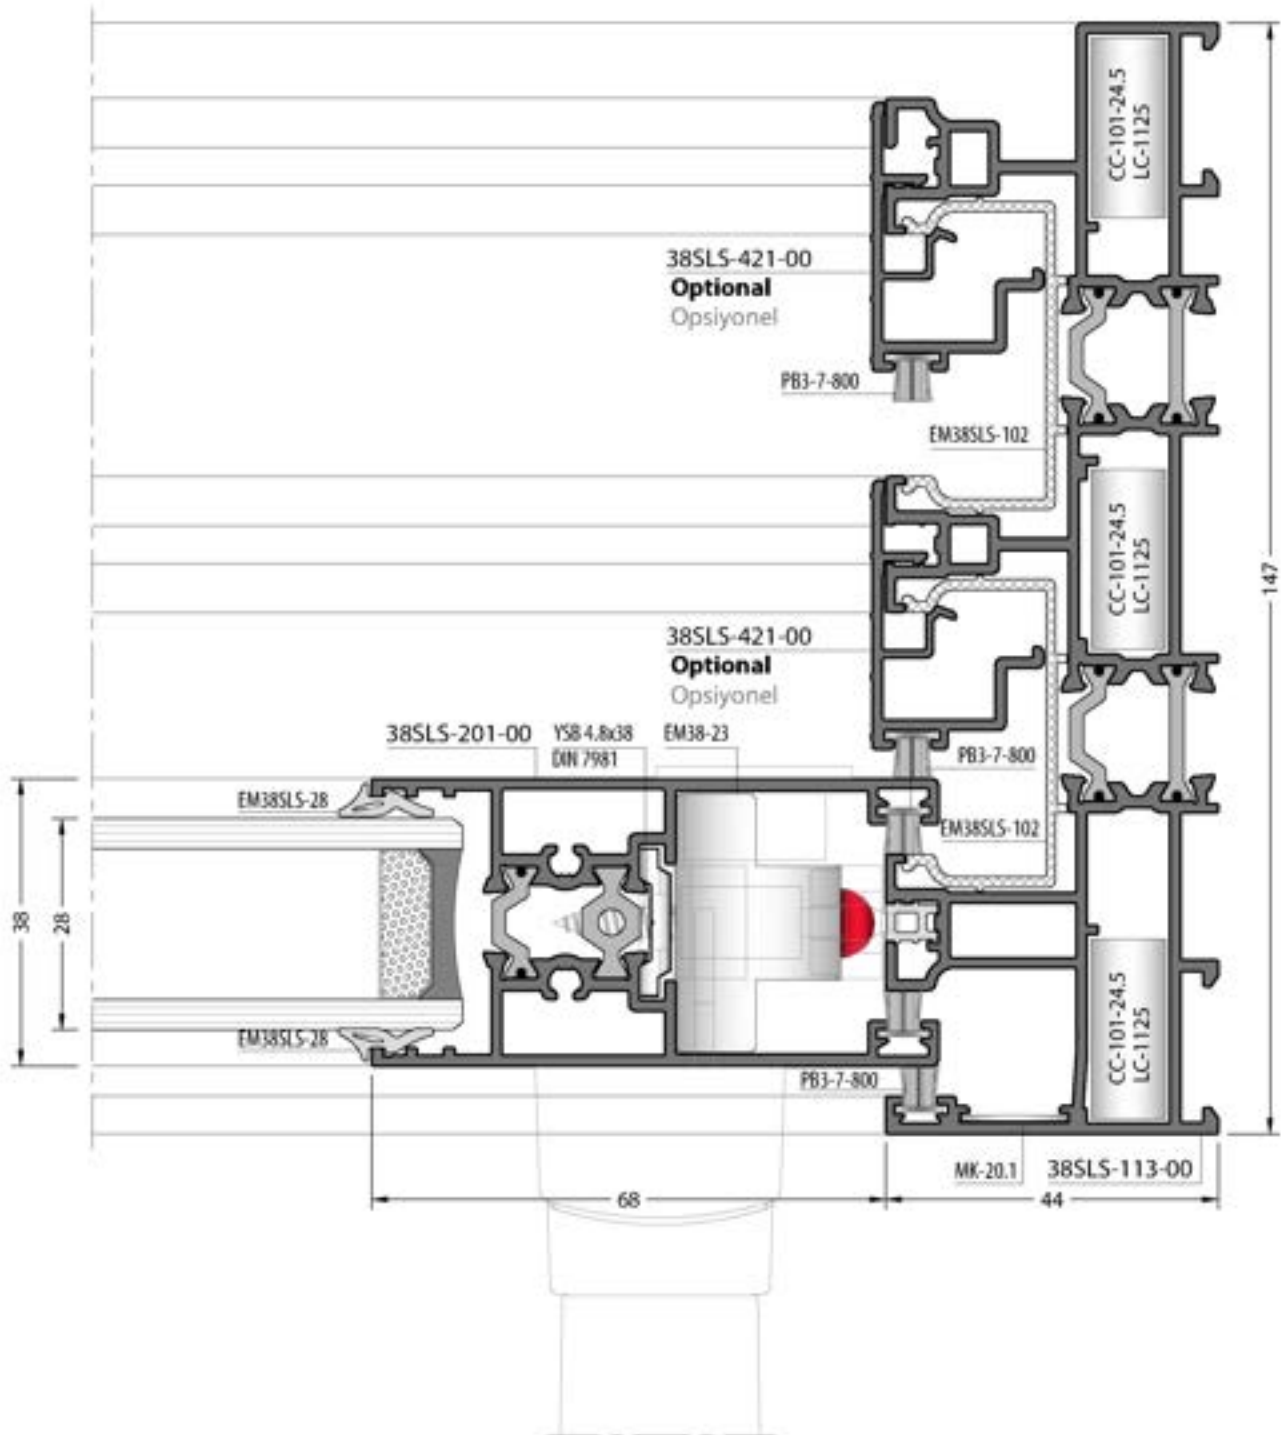 CC-101-24.5
LC-1125
38SLS-421-00
Optional
Opsiyonel
PB3-7-800
EM38SLS-102
CC-101-24.5
LC-1125
147
38SLS-421-00
Optional
Opsiyonel
38SLS-201-00
YSB 4.8x38
DIN 7981
EM38-23
PB3-7-800
EM38SLS-28
EM38SLS-102
38
28
CC-101-24.5
LC-1125
EM38SLS-28
PB3-7-800
MK-20.1
38SLS-113-00
68
44